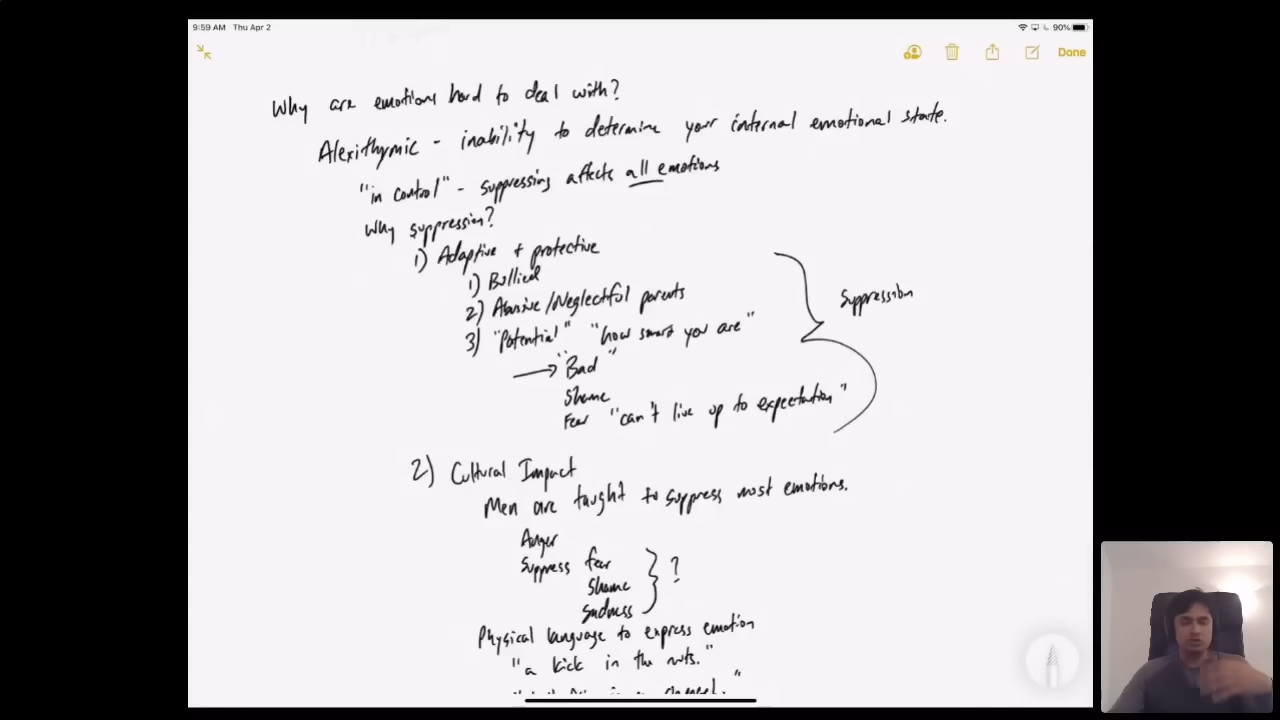 9:59 AM Thu Apr 2
90%
Done
Why are emotions hard to deal with?
Alexithymic - inability to determine your internal emotional state.
"in control" - suppressing affects all emotions
Why suppression?
1) Adaptive + protective
1) Bullied
2) Abusive/Neglectful parents
3) "Potential" "how smart you are"
→ "Bad"
Shame
Fear "can't live up to expectation"
Suppression
2) Cultural Impact
Men are taught to suppress most emotions.
Anger
Suppress fear
Shame
Sadness
?
Physical language to express emotion
"a kick in the nuts."